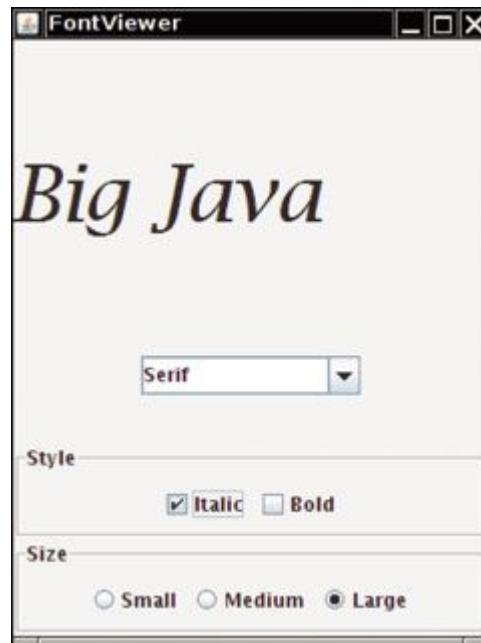 FontViewer
Big Java
Serif
Style
Italic Bold
Size
Small Medium Large